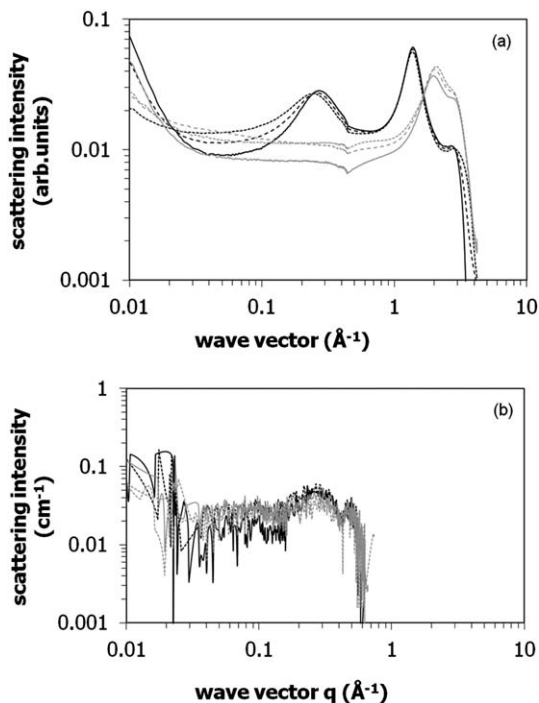 (a)
scattering intensity
(arb.units)
0.1
0.01
0.001
0.01
0.1
1
10
wave vector (Å-1)
(b)
scattering intensity
(cm-1)
1
0.1
0.01
0.001
0.01
0.1
1
10
wave vector q (Å-1)